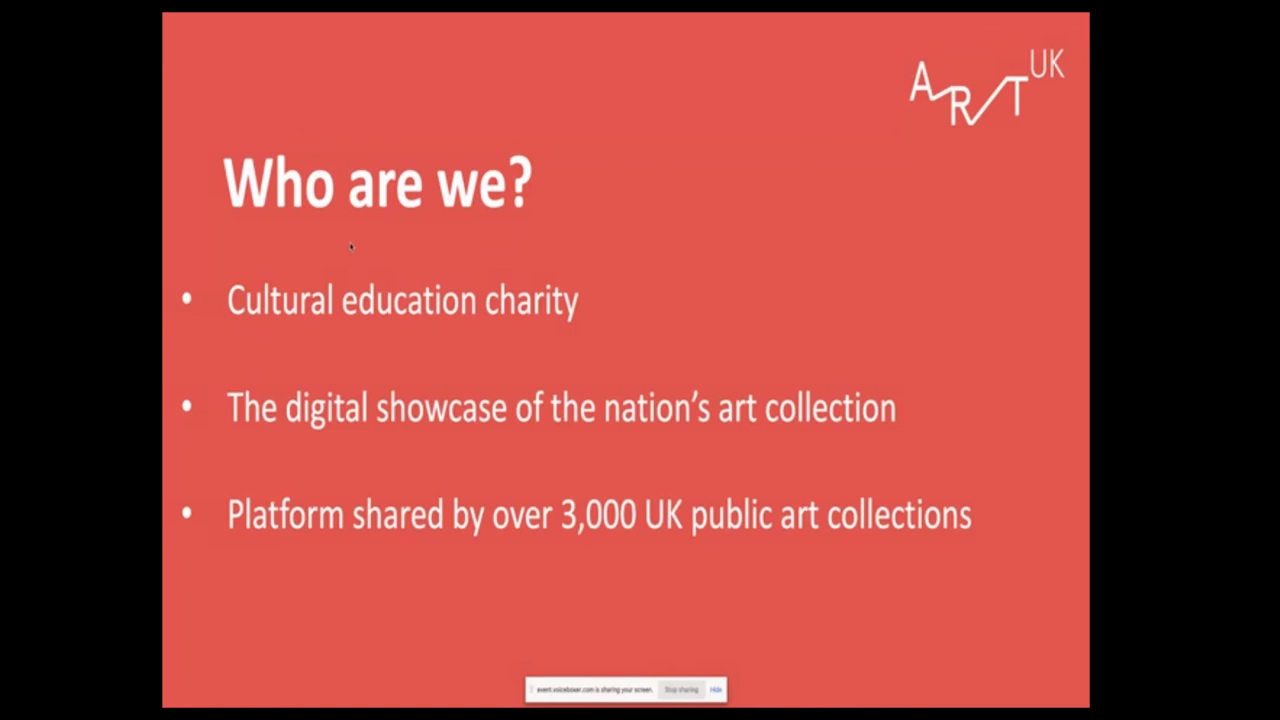 ART UK
Who are we?
• Cultural education charity
• The digital showcase of the nation’s art collection
• Platform shared by over 3,000 UK public art collections
event.voiceboxer.com is sharing your screen. Stop sharing Hide